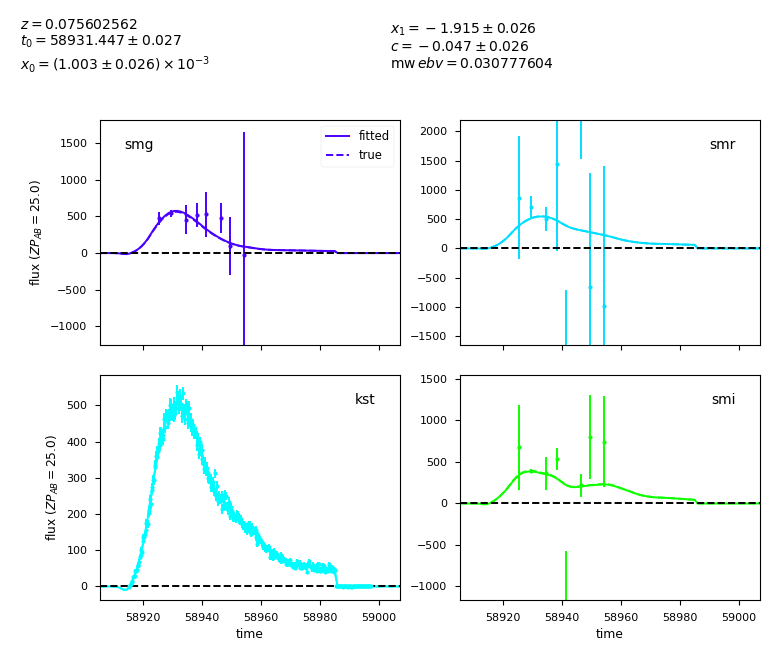 z = 0.075602562
t₀ = 58931.447 ± 0.027
x₀ = (1.003 ± 0.026) × 10⁻³
x₁ = −1.915 ± 0.026
c = −0.047 ± 0.026
mw ebv = 0.030777604
smg
fitted
true
1500
1000
500
0
−500
−1000
flux (ZP_AB = 25.0)
smr
2000
1500
1000
500
0
−500
−1000
−1500
kst
500
400
300
200
100
0
flux (ZP_AB = 25.0)
58920 58940 58960 58980 59000
time
smi
1500
1000
500
0
−500
−1000
58920 58940 58960 58980 59000
time